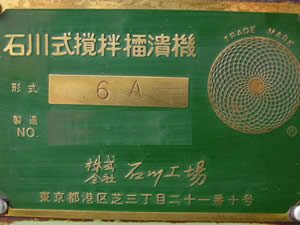 石川式撹拌擂潰機
TRADE MARK
形式 6 A
製造
NO.
株式会社 石川工場
東京都港区芝三丁目二十一番十号